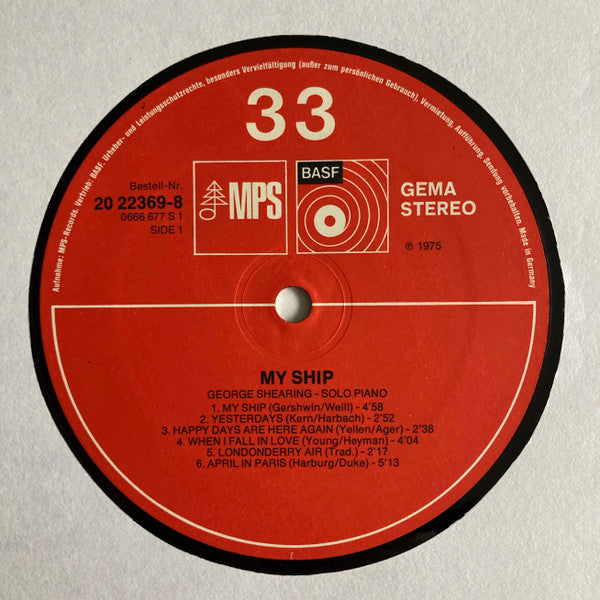 Aufnahme: MPS-Records. Vertrieb: BASF. Urheber- und Leistungsschutzrechte, besonders Vervielfältigung (außer zum persönlichen Gebrauch), Vermietung, Aufführung, Sendung vorbehalten. Made in Germany
33
Bestell-Nr.
20 22369-8
0666 677 S 1
SIDE 1
MPS
BASF
GEMA
STEREO
℗ 1975
MY SHIP
GEORGE SHEARING - SOLO PIANO
1. MY SHIP (Gershwin/Weill) - 4'58
2. YESTERDAYS (Kern/Harbach) - 2'52
3. HAPPY DAYS ARE HERE AGAIN (Yellen/Ager) - 2'38
4. WHEN I FALL IN LOVE (Young/Heyman) - 4'04
5. LONDONDERRY AIR (Trad.) - 2'17
6. APRIL IN PARIS (Harburg/Duke) - 5'13